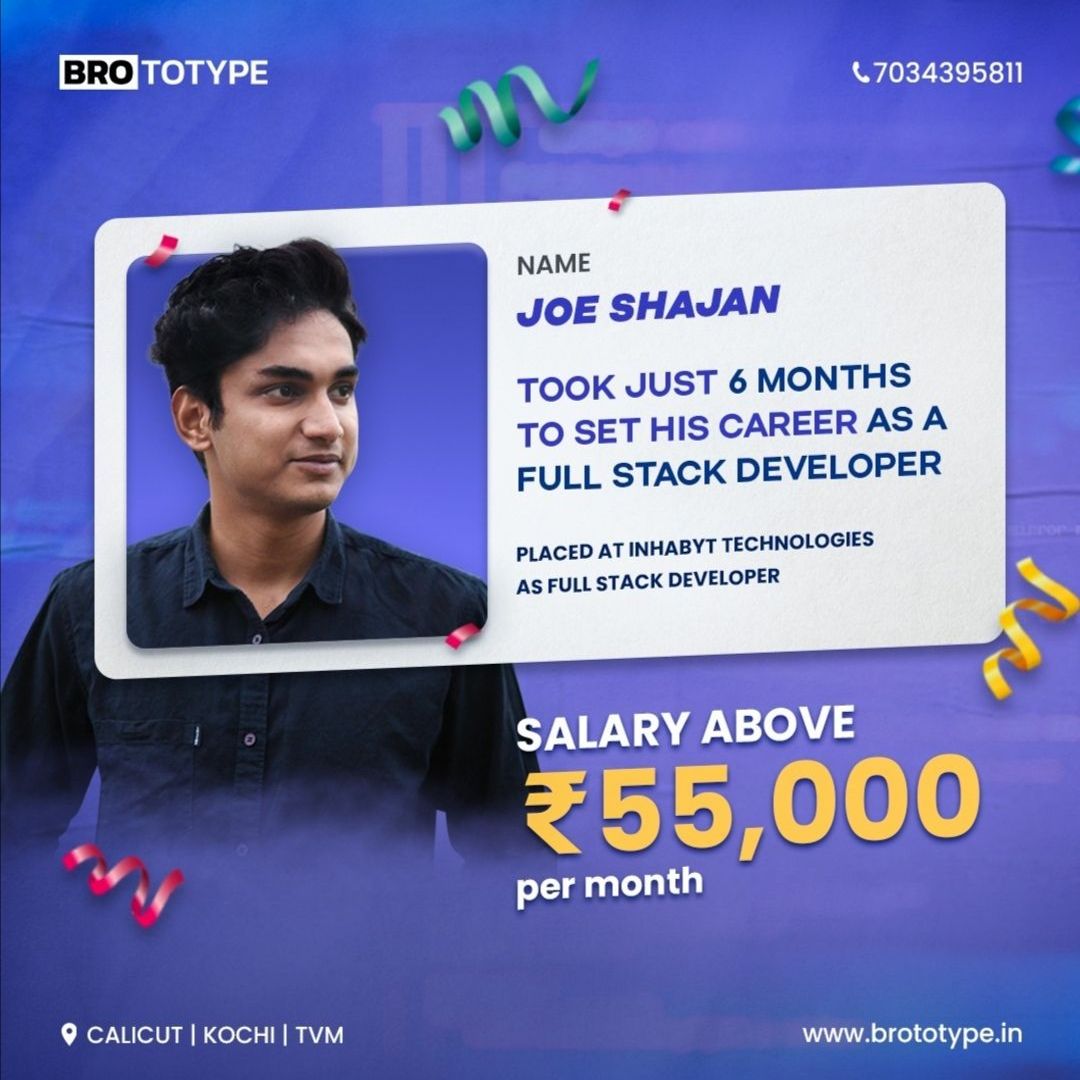 BROTOTYPE
7034395811
NAME
JOE SHAJAN
TOOK JUST 6 MONTHS
TO SET HIS CAREER AS A
FULL STACK DEVELOPER
PLACED AT INHABYT TECHNOLOGIES
AS FULL STACK DEVELOPER
SALARY ABOVE
₹55,000
per month
CALICUT | KOCHI | TVM
www.brototype.in